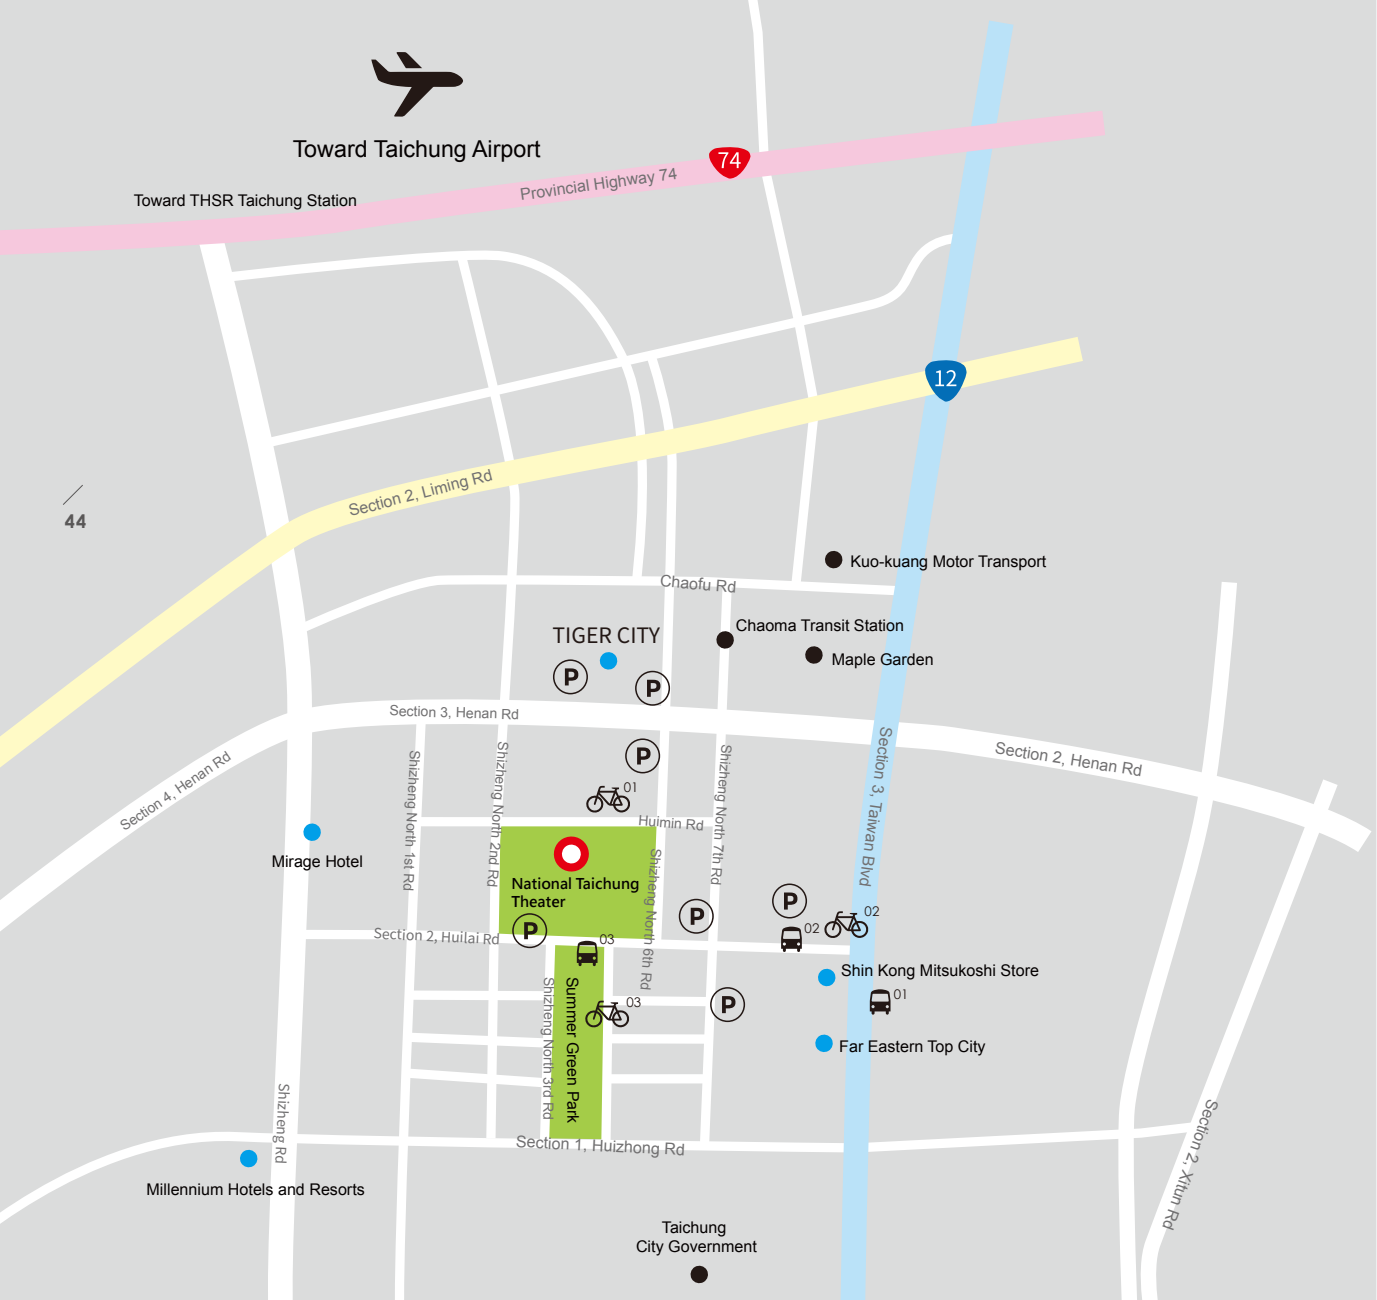 Toward Taichung Airport
74
Provincial Highway 74
Toward THSR Taichung Station
12
Section 2, Liming Rd
44
Kuo-kuang Motor Transport
Chaofu Rd
Chaoma Transit Station
TIGER CITY
Maple Garden
P
P
Section 3, Henan Rd
Section 2, Henan Rd
Section 4, Henan Rd
Section 3, Taiwan Blvd
Shizheng North 1st Rd
Shizheng North 2nd Rd
Shizheng North 7th Rd
P
01
Huimin Rd
Mirage Hotel
Shizheng North 6th Rd
National Taichung
Theater
P
P
P
02
02
Section 2, Huilai Rd
03
Shin Kong Mitsukoshi Store
01
Shizheng North 3rd Rd
Summer Green Park
03
P
Far Eastern Top City
Shizheng Rd
Section 1, Huizhong Rd
Section 2, Xitun Rd
Millennium Hotels and Resorts
Taichung
City Government